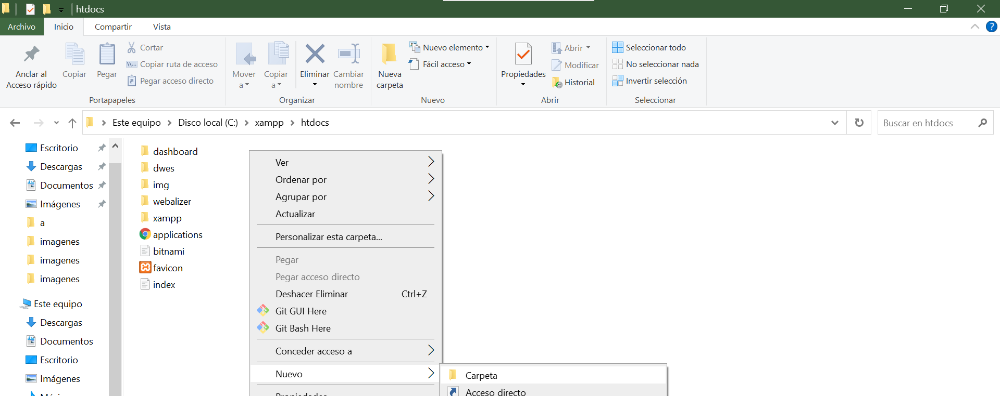 htdocs
Archivo
Inicio
Compartir
Vista
Anclar al
Acceso rápido
Copiar
Pegar
Cortar
Copiar ruta de acceso
Pegar acceso directo
Portapapeles
Mover
a
Copiar
a
Eliminar
Cambiar
nombre
Organizar
Nueva
carpeta
Nuevo elemento
Fácil acceso
Nuevo
Propiedades
Abrir
Modificar
Historial
Abrir
Seleccionar todo
No seleccionar nada
Invertir selección
Seleccionar
Este equipo
Disco local (C:)
xampp
htdocs
Buscar en htdocs
Escritorio
Descargas
Documentos
Imágenes
a
imagenes
imagenes
imagenes
Este equipo
Descargas
Documentos
Escritorio
Imágenes
dashboard
dwes
img
webalizer
xampp
applications
bitnami
favicon
index
Ver
Ordenar por
Agrupar por
Actualizar
Personalizar esta carpeta...
Pegar
Pegar acceso directo
Deshacer Eliminar Ctrl+Z
Git GUI Here
Git Bash Here
Conceder acceso a
Nuevo
Propiedades
Carpeta
Acceso directo